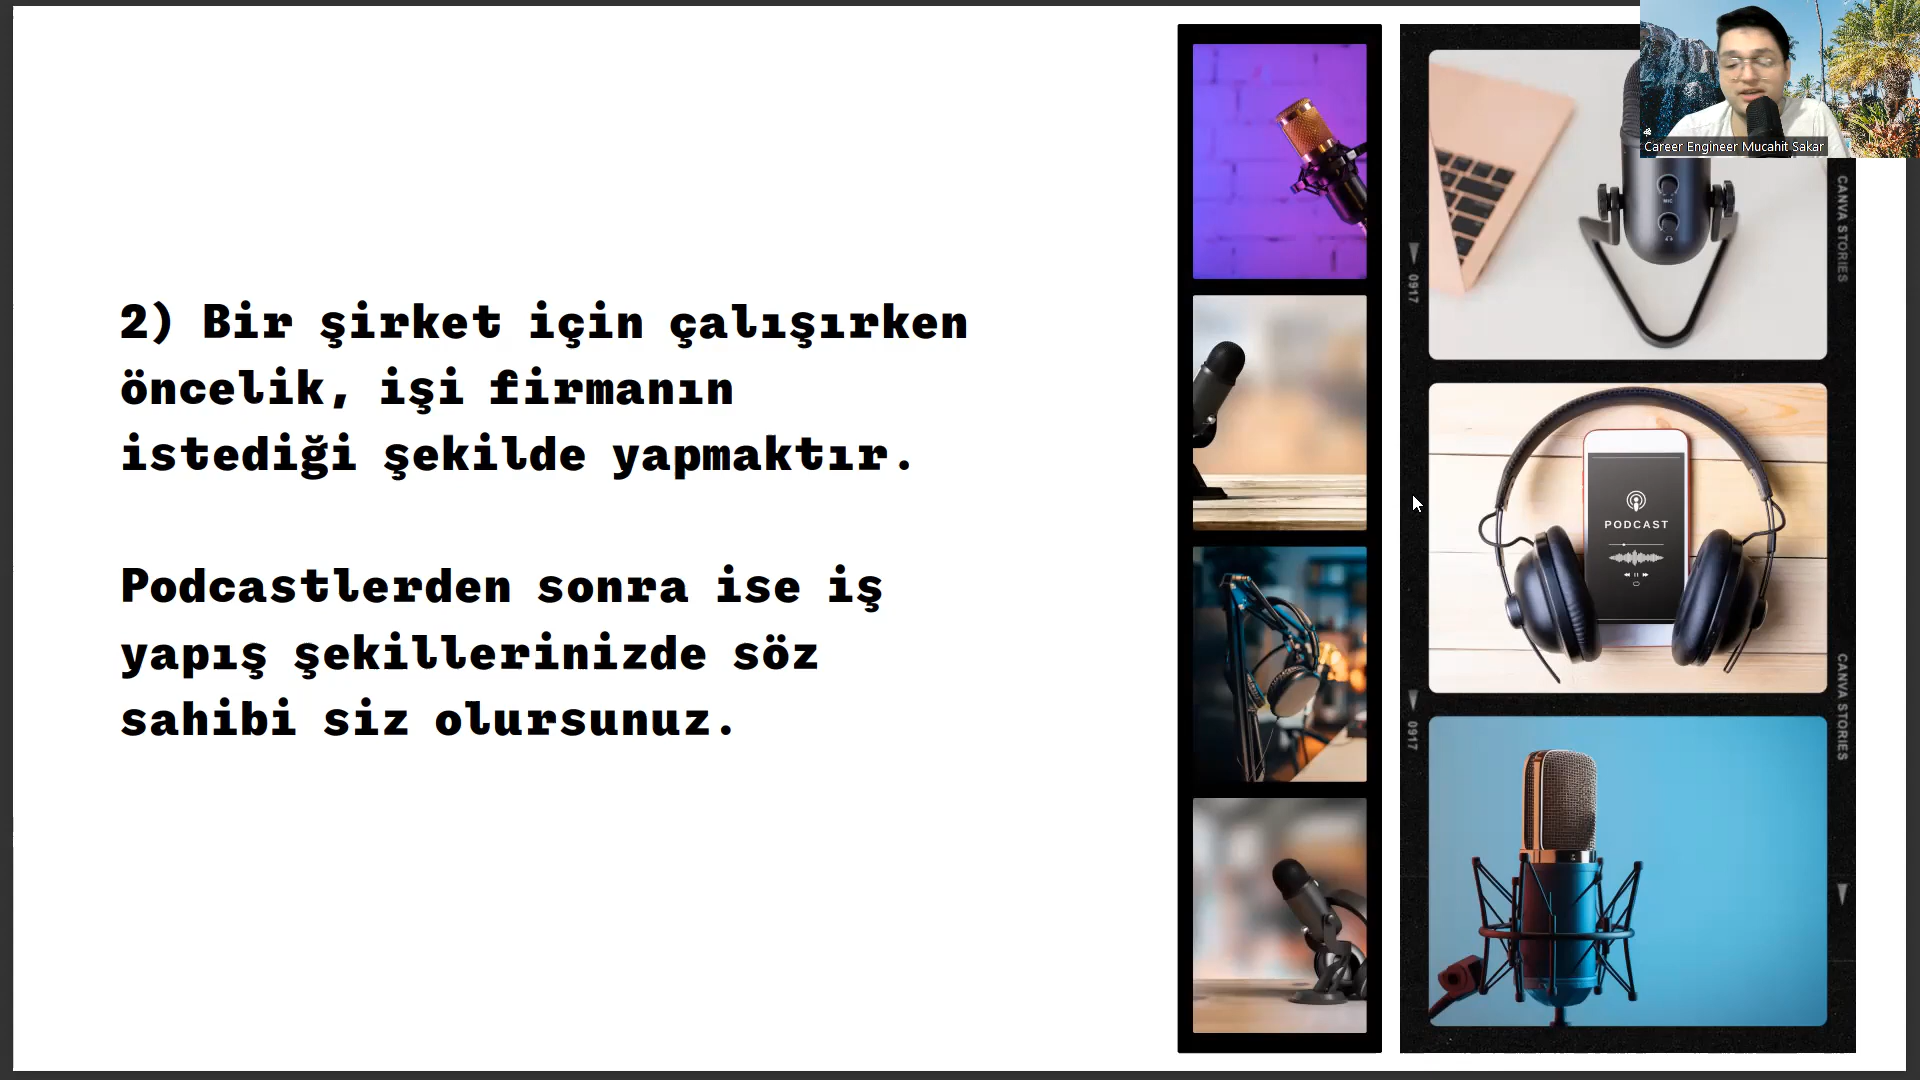 2) Bir şirket için çalışırken
öncelik, işi firmanın
istediği şekilde yapmaktır.
Podcastlerden sonra ise iş
yapış şekillerinizde söz
sahibi siz olursunuz.
Career Engineer Mucahit Sakar
MIC
PODCAST
0917
0917
CANVA STORIES
CANVA STORIES